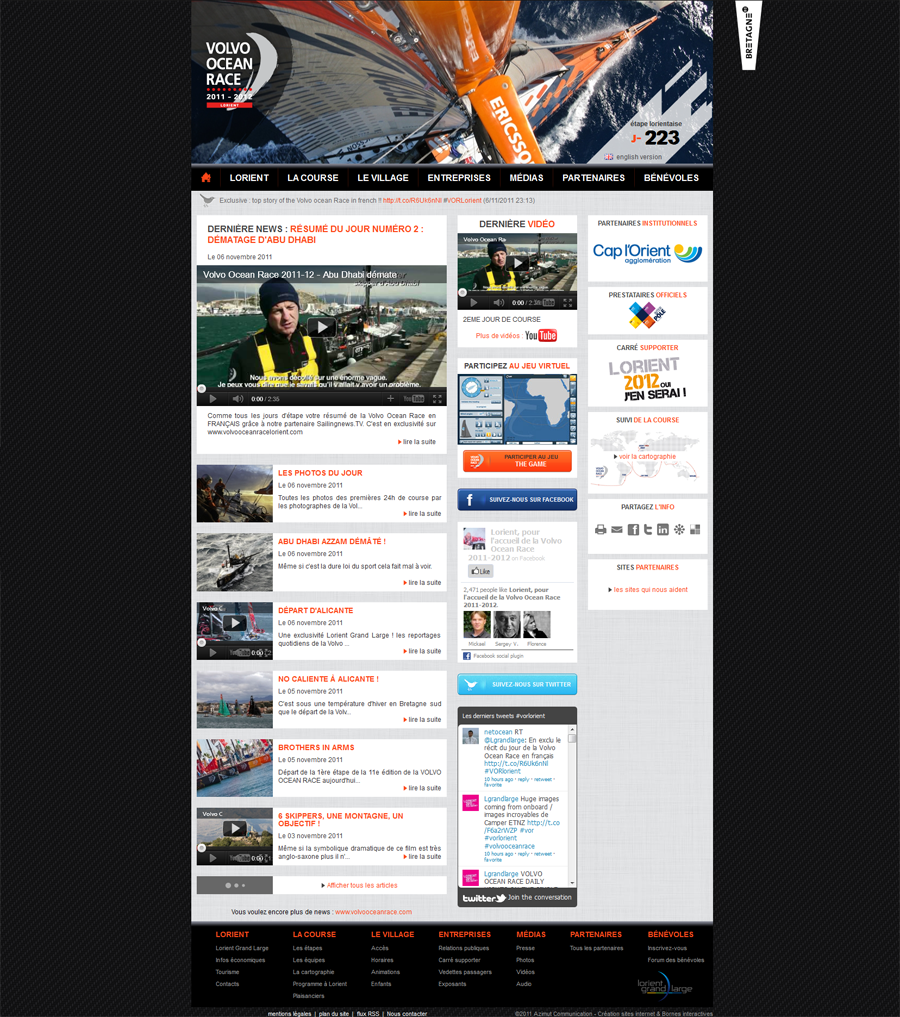 BRETAGNE
VOLVO
OCEAN
RACE
2011 - 2012
LORIENT
ERICSSON
étape lorientaise
J- 223
english version
LORIENT LA COURSE LE VILLAGE ENTREPRISES MÉDIAS PARTENAIRES BÉNÉVOLES
Exclusive : top story of the Volvo ocean Race in french !! http://t.co/R6Uk6nNl #VORLorient (6/11/2011 23:13)
DERNIÈRE NEWS : RÉSUMÉ DU JOUR NUMÉRO 2 :
DÉMATAGE D'ABU DHABI
Le 06 novembre 2011
Volvo Ocean Race 2011-12 - Abu Dhabi démate
Skipper d'Abu Dhabi
Nous avons décollé sur une énorme vague.
Je peux vous dire que je savais qu'il y allait y avoir un problème.
0:00 / 2:36 YouTube
Comme tous les jours d'étape votre résumé de la Volvo Ocean Race en
FRANÇAIS grâce à notre partenaire Sailingnews.TV. C'est en exclusivité sur
www.volvooceanracelorient.com
lire la suite
LES PHOTOS DU JOUR
Le 06 novembre 2011
Toutes les photos des premières 24h de course par
les photographes de la Vol...
lire la suite
ABU DHABI AZZAM DÉMÂTÉ !
Le 06 novembre 2011
Même si c'est la dure loi du sport cela fait mal à voir.
lire la suite
Volvo C
DÉPART D'ALICANTE
Le 06 novembre 2011
Une exclusivité Lorient Grand Large ! les reportages
quotidiens de la Volvo ...
lire la suite
NO CALIENTE Á ALICANTE !
Le 05 novembre 2011
C'est sous une température d'hiver en Bretagne sud
que le départ de la Volv...
lire la suite
BROTHERS IN ARMS
Le 05 novembre 2011
Départ de la 1ère étape de la 11e édition de la VOLVO
OCEAN RACE aujourd'hui...
lire la suite
Volvo C
6 SKIPPERS, UNE MONTAGNE, UN
OBJECTIF !
Le 03 novembre 2011
Même si la symbolique dramatique de ce film est très
anglo-saxone plus il n'...
lire la suite
Afficher tous les articles
Vous voulez encore plus de news : www.volvooceanrace.com
DERNIÈRE VIDÉO
Volvo Ocean Ra
0:00 / 2:36 YouTube
2EME JOUR DE COURSE
Plus de vidéos : YouTube
PARTICIPEZ AU JEU VIRTUEL
PARTICIPER AU JEU
THE GAME
SUIVEZ-NOUS SUR FACEBOOK
Lorient, pour
l'accueil de la Volvo
Ocean Race
2011-2012 on Facebook
Like
2,471 people like Lorient, pour
l'accueil de la Volvo Ocean Race
2011-2012.
Mickael Sergey V. Florence
Facebook social plugin
SUIVEZ-NOUS SUR TWITTER
Les derniers tweets #vorlorient
netocean RT
@Lgrandlarge: En exclu le
récit du jour de la Volvo
Ocean Race en français
http://t.co/R6Uk6nNl
#VORlorient
10 hours ago · reply · retweet ·
favorite
Lgrandlarge Huge images
coming from onboard /
images incroyables de
Camper ETNZ http://t.co
/F6a2rWZP #vor
#vorlorient
#volvooceanrace
10 hours ago · reply · retweet ·
favorite
Lgrandlarge VOLVO
OCEAN RACE DAILY
twitter Join the conversation
PARTENAIRES INSTITUTIONNELS
Cap l'Orient
agglomération
PRESTATAIRES OFFICIELS
PÔLE
CARRÉ SUPPORTER
LORIENT
2012 OUI
J'EN SERAI !
SUIVI DE LA COURSE
voir la cartographie
PARTAGEZ L'INFO
SITES PARTENAIRES
les sites qui nous aident
LORIENT
Lorient Grand Large
Infos économiques
Tourisme
Contacts
LA COURSE
Les étapes
Les équipes
La cartographie
Programme à Lorient
Plaisanciers
LE VILLAGE
Accès
Horaires
Animations
Enfants
ENTREPRISES
Relations publiques
Carré supporter
Vedettes passagers
Exposants
MÉDIAS
Presse
Photos
Vidéos
Audio
PARTENAIRES
Tous les partenaires
BÉNÉVOLES
Inscrivez-vous
Forum des bénévoles
lorient
grand large
mentions légales | plan du site | flux RSS | Nous contacter
©2011 Azimut Communication - Création sites internet & Bornes interactives